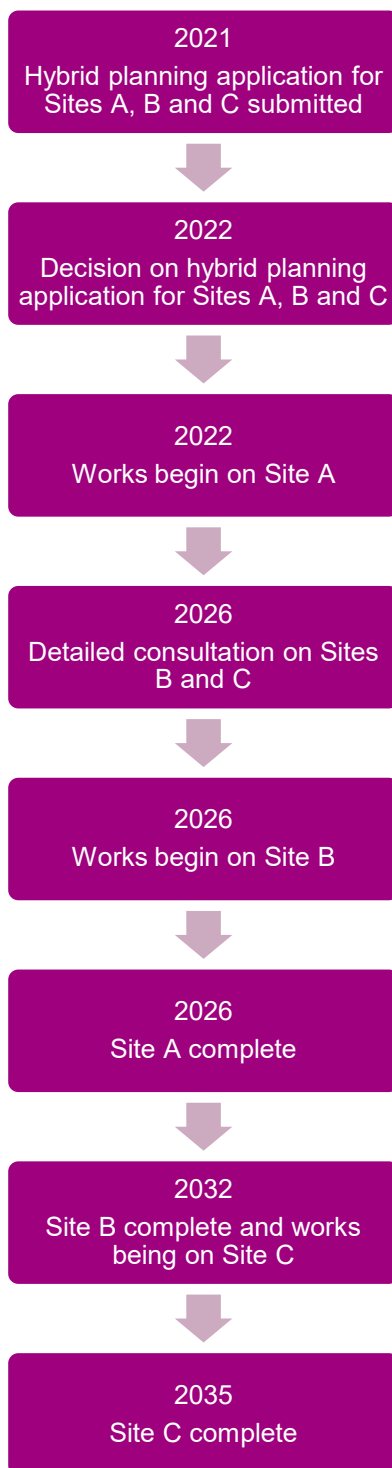 2021
Hybrid planning application for
Sites A, B and C submitted
2022
Decision on hybrid planning
application for Sites A, B and C
2022
Works begin on Site A
2026
Detailed consultation on Sites
B and C
2026
Works begin on Site B
2026
Site A complete
2032
Site B complete and works
being on Site C
2035
Site C complete